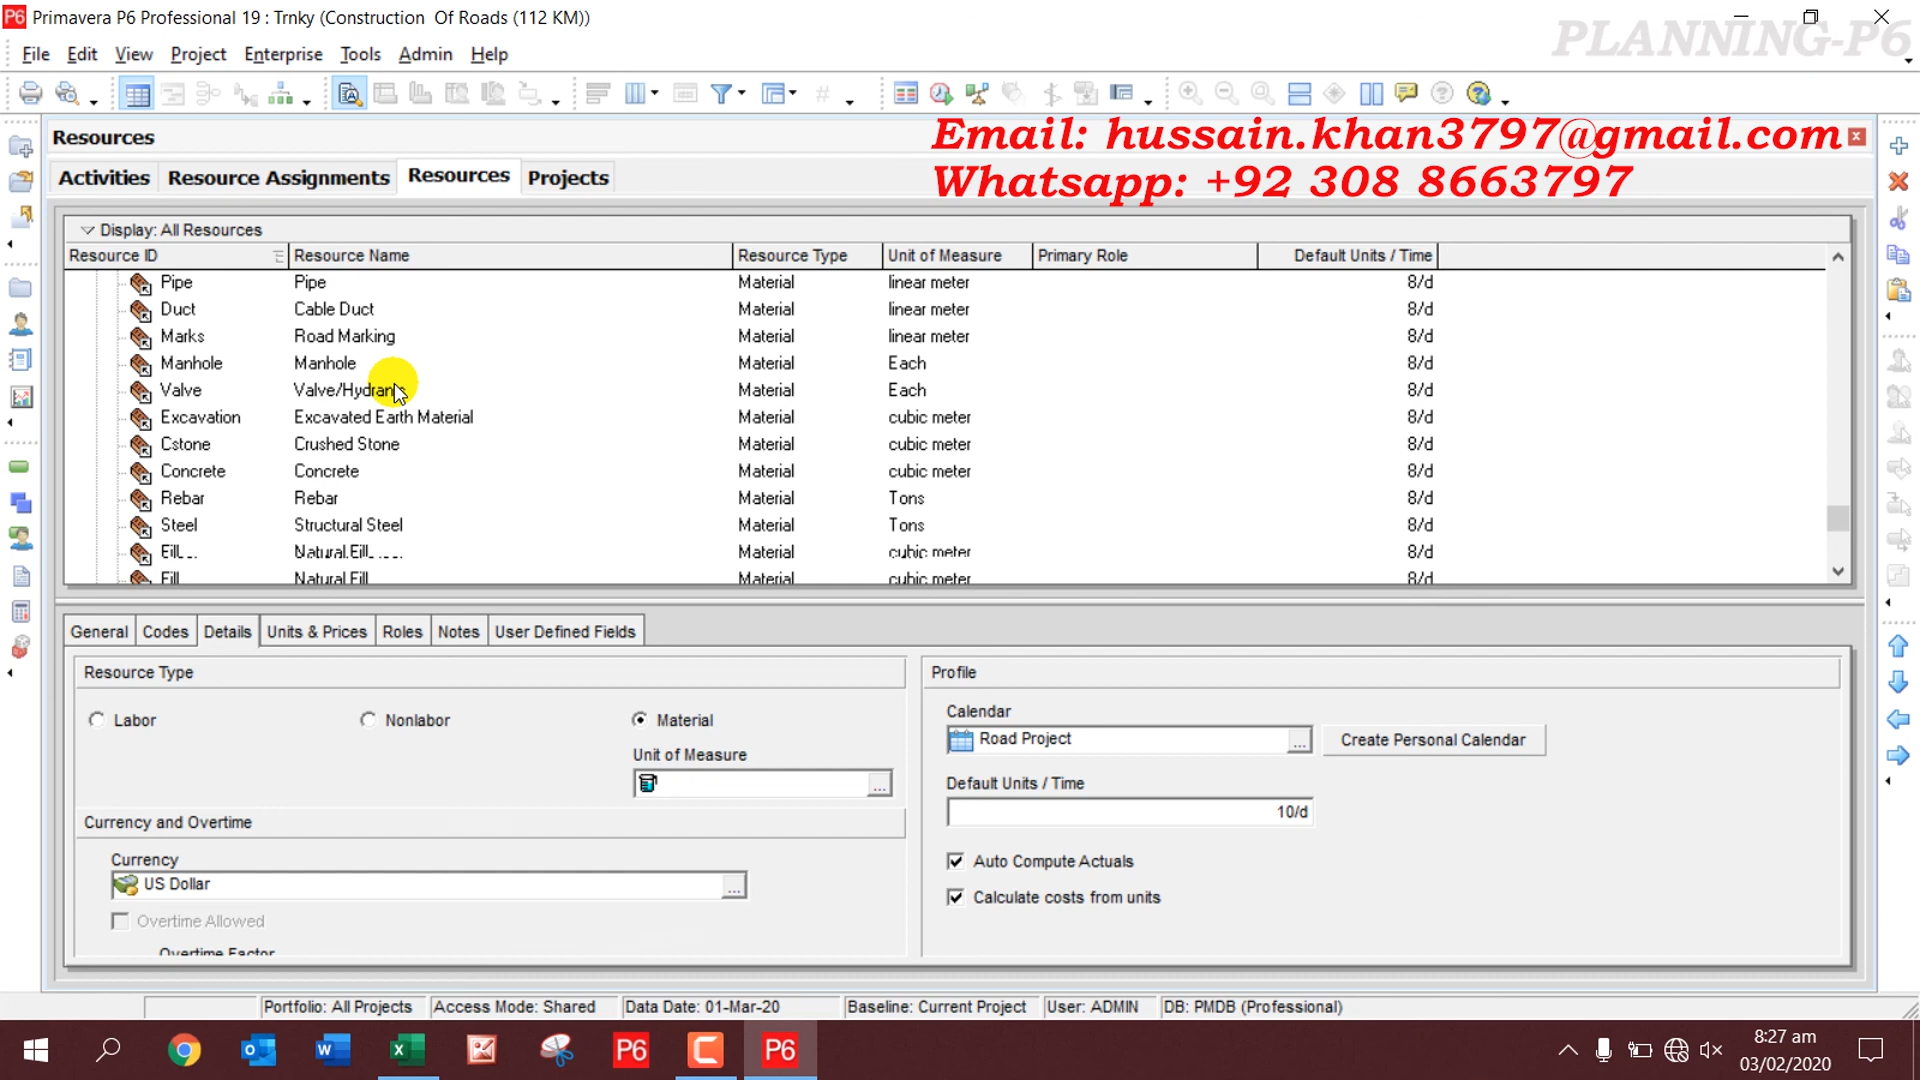 Primavera P6 Professional 19 : Trnky (Construction Of Roads (112 KM))
PLANNING-P6
File Edit View Project Enterprise Tools Admin Help
Email: hussain.khan3797@gmail.com
Whatsapp: +92 308 8663797
Resources
Activities Resource Assignments Resources Projects
Display: All Resources
Resource ID Resource Name Resource Type Unit of Measure Primary Role Default Units / Time
Pipe Pipe Material linear meter 8/d
Duct Cable Duct Material linear meter 8/d
Marks Road Marking Material linear meter 8/d
Manhole Manhole Material Each 8/d
Valve Valve/Hydrant Material Each 8/d
Excavation Excavated Earth Material Material cubic meter 8/d
Cstone Crushed Stone Material cubic meter 8/d
Concrete Concrete Material cubic meter 8/d
Rebar Rebar Material Tons 8/d
Steel Structural Steel Material Tons 8/d
Material cubic meter 8/d
Fill Natural Fill Material cubic meter 8/d
General Codes Details Units & Prices Roles Notes User Defined Fields
Resource Type
Labor Nonlabor Material
Unit of Measure
...
Currency and Overtime
Currency
US Dollar ...
Overtime Allowed
Overtime Factor
Profile
Calendar
Road Project ... Create Personal Calendar
Default Units / Time
10/d
Auto Compute Actuals
Calculate costs from units
Portfolio: All Projects Access Mode: Shared Data Date: 01-Mar-20 Baseline: Current Project User: ADMIN DB: PMDB (Professional)
8:27 am
03/02/2020